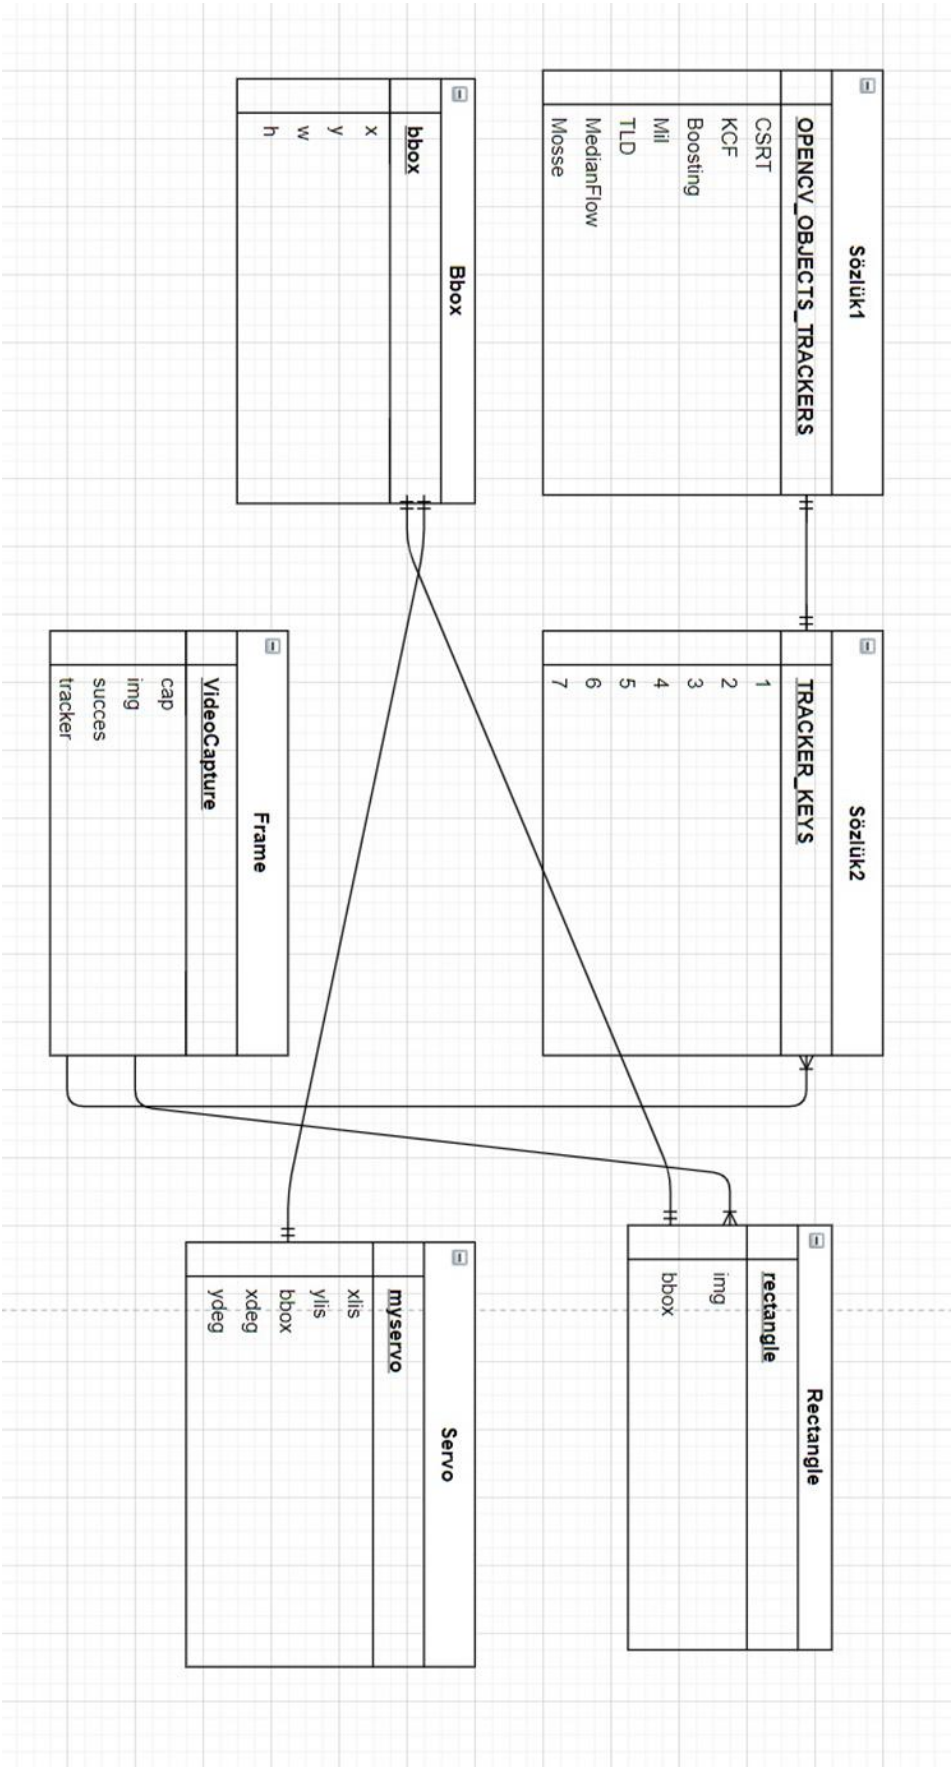 Sözlük1
OPENCV_OBJECTS_TRACKERS
CSRT
KCF
Boosting
Mil
TLD
MedianFlow
Mosse
Sözlük2
TRACKER_KEYS
1
2
3
4
5
6
7
Rectangle
rectangle
img
bbox
Bbox
bbox
x
y
w
h
Frame
VideoCapture
cap
img
succes
tracker
Servo
myservo
xlis
ylis
bbox
xdeg
ydeg